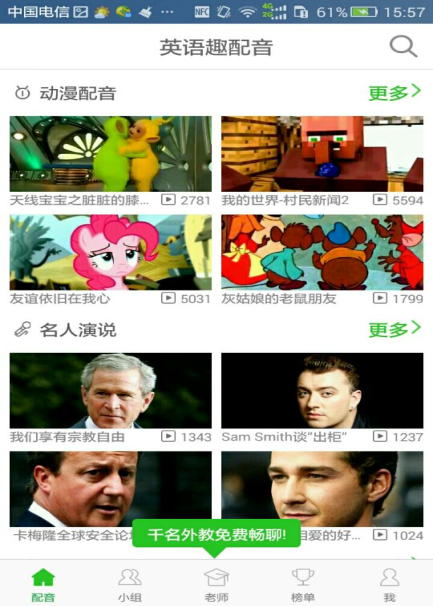 中国电信 NFC 4G 2G 61% 15:57
英语趣配音
动漫配音 更多
天线宝宝之脏脏的膝... 2781
我的世界-村民新闻2 5594
友谊依旧在我心 5031
灰姑娘的老鼠朋友 1799
名人演说 更多
我们享有宗教自由 1343
Sam Smith谈“出柜” 1237
卡梅隆全球安全论
相爱的好... 1024
千名外教免费畅聊!
配音 小组 老师 榜单 我